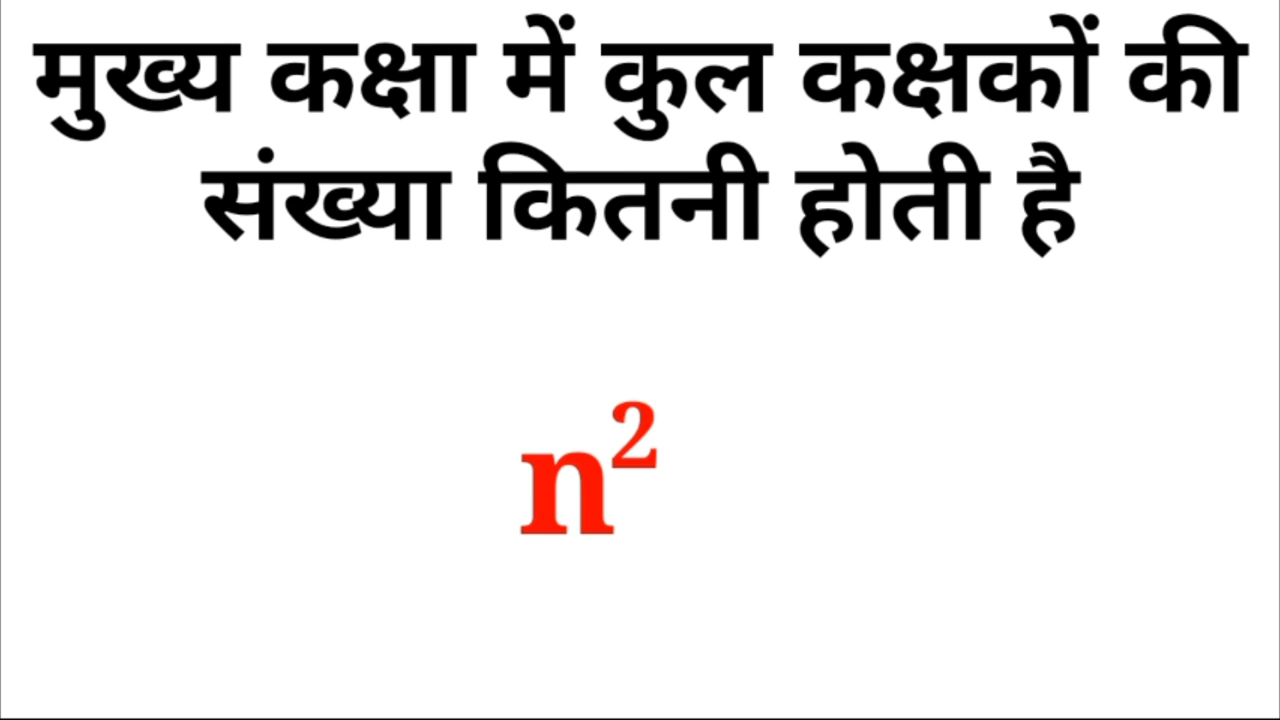 मुख्य कक्षा में कुल कक्षकों की
संख्या कितनी होती है
n²